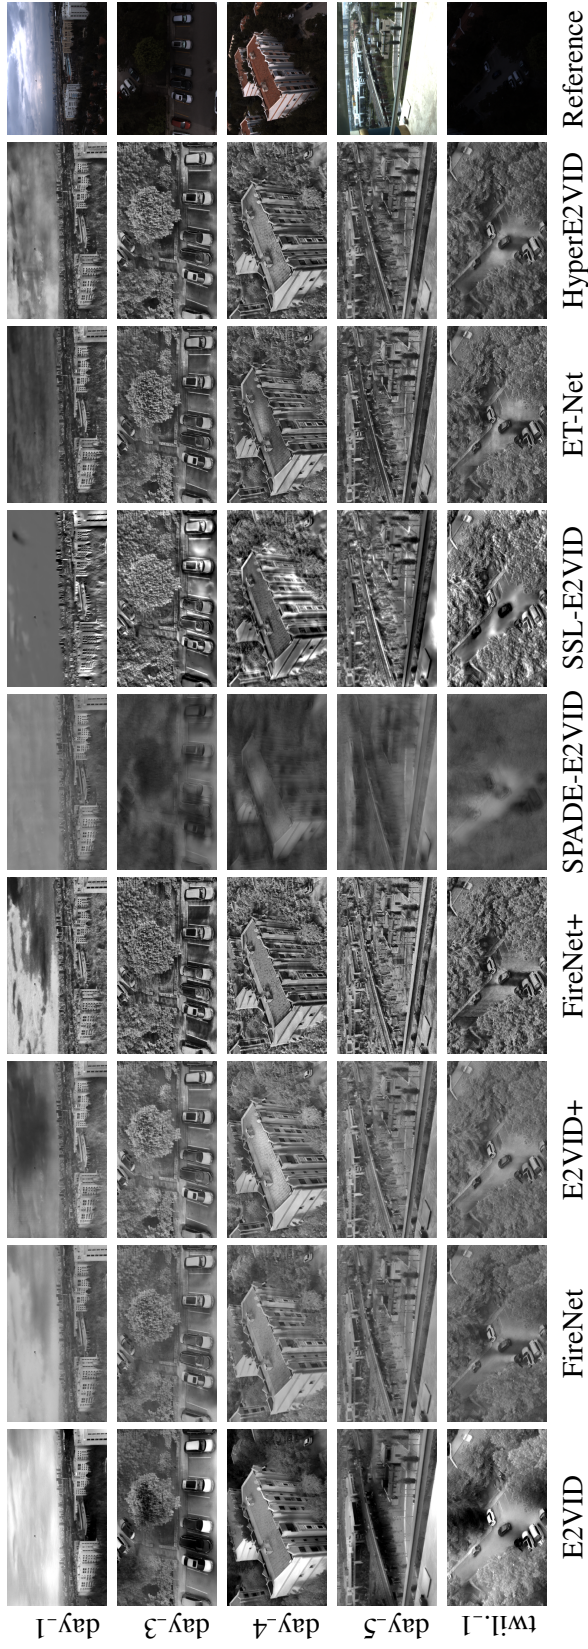 day_1
day_3
day_4
day_5
twil._1
E2VID
FireNet
E2VID+
FireNet+
SPADE-E2VID
SSL-E2VID
ET-Net
HyperE2VID
Reference